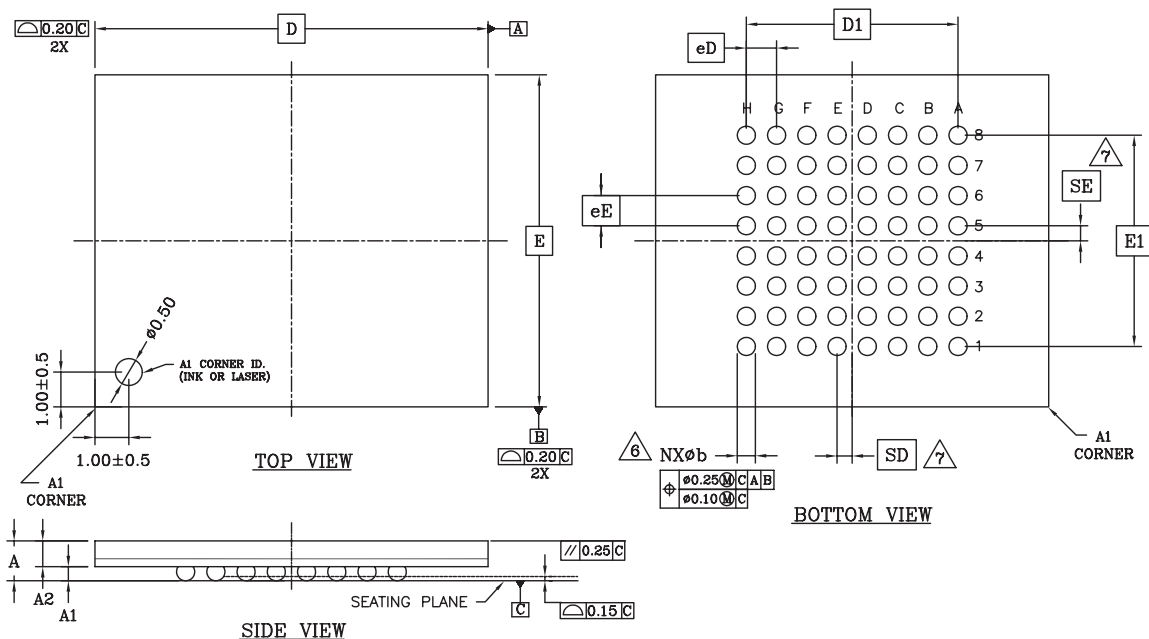 ⌓ 0.20 C
2X
D
A
E
ø0.50
A1 CORNER ID.
(INK OR LASER)
1.00±0.5
1.00±0.5
B
⌓ 0.20 C
2X
TOP VIEW
A1
CORNER
D1
eD
H G F E D C B A
8
7
6
5
4
3
2
1
7
SE
eE
E1
6 NXøb
SD 7
⌖ ø0.25Ⓜ C A B
ø0.10Ⓜ C
A1
CORNER
BOTTOM VIEW
A
A2
A1
// 0.25 C
SEATING PLANE
C
⌓ 0.15 C
SIDE VIEW